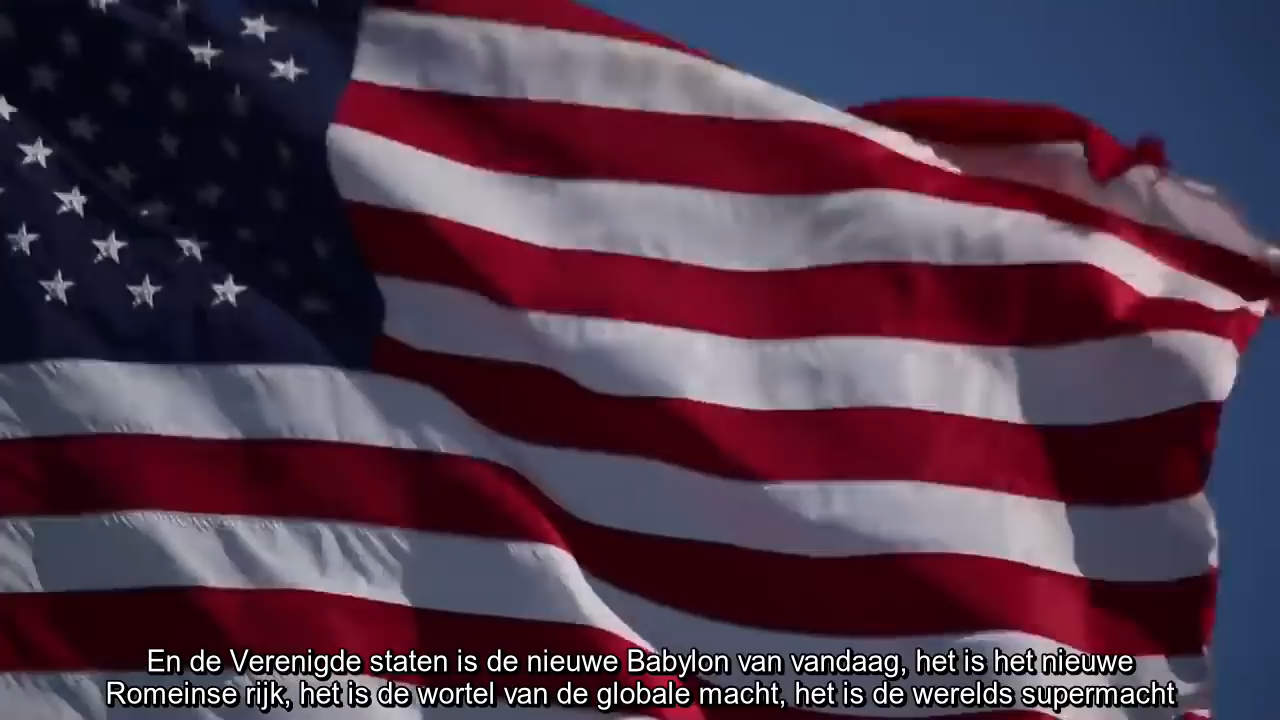 En de Verenigde staten is de nieuwe Babylon van vandaag, het is het nieuwe
Romeinse rijk, het is de wortel van de globale macht, het is de werelds supermacht